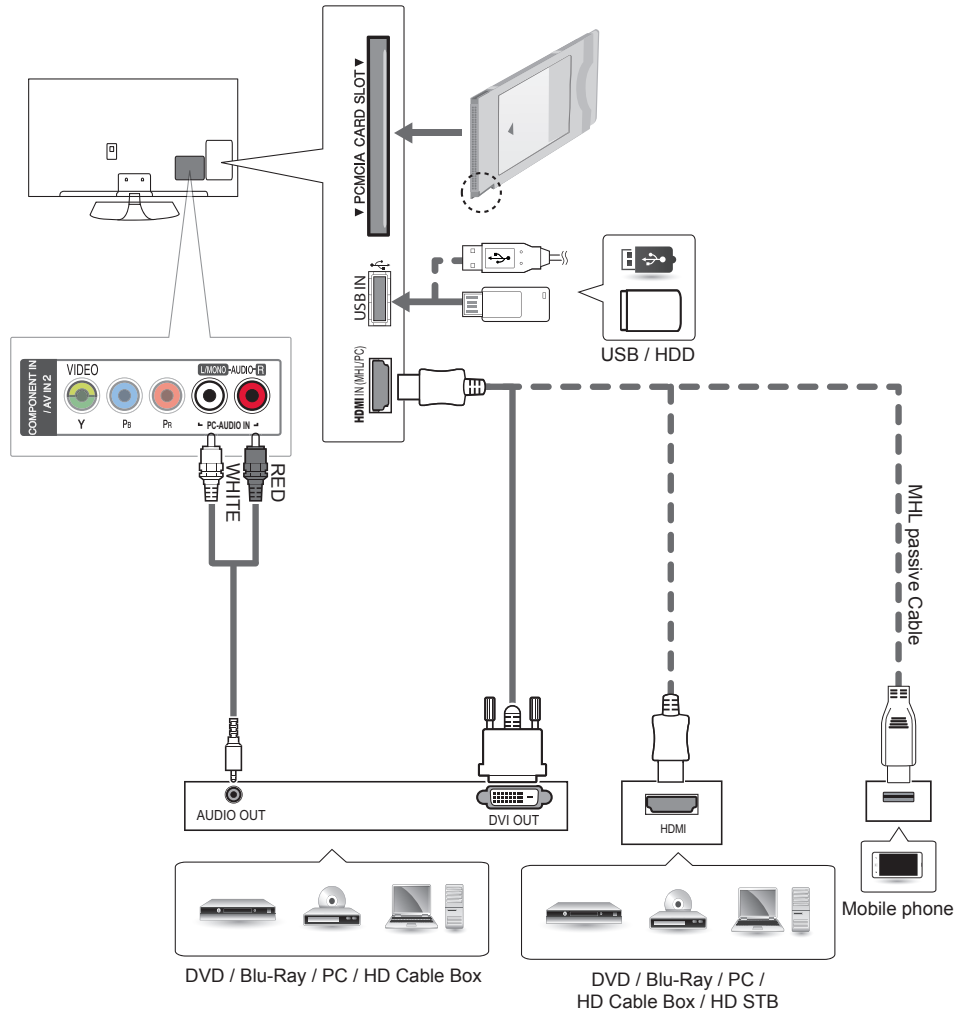 ▼ PCMCIA CARD SLOT ▼
USB IN
USB / HDD
HDMI IN (MHL/PC)
COMPONENT IN
/ AV IN 2
VIDEO
L/MONO AUDIO R
Y PB PR PC-AUDIO IN
WHITE
RED
MHL passive Cable
AUDIO OUT
DVI OUT
HDMI
Mobile phone
DVD / Blu-Ray / PC / HD Cable Box
DVD / Blu-Ray / PC /
HD Cable Box / HD STB